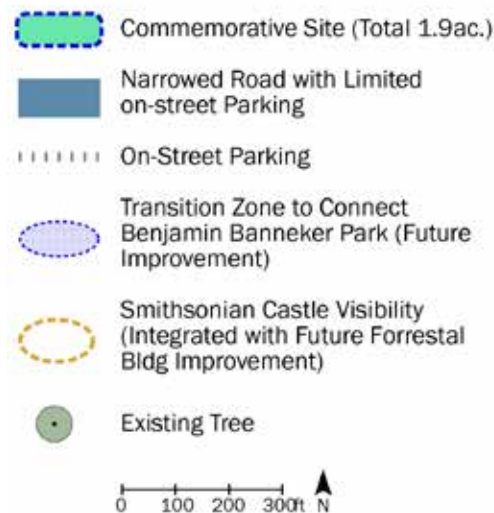 Commemorative Site (Total 1.9ac.)
Narrowed Road with Limited
on-street Parking
On-Street Parking
Transition Zone to Connect
Benjamin Banneker Park (Future
Improvement)
Smithsonian Castle Visibility
(Integrated with Future Forrestal
Bldg Improvement)
Existing Tree
0 100 200 300ft N